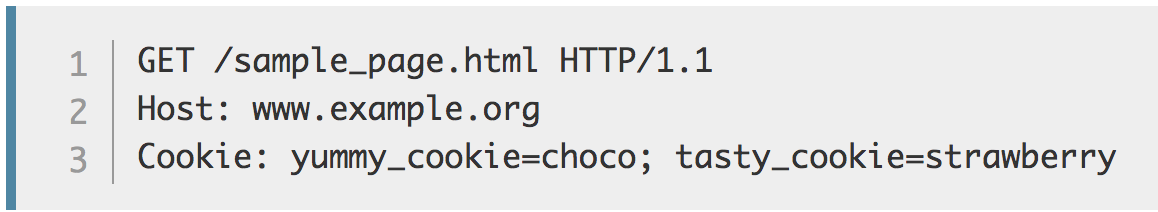 1 GET /sample_page.html HTTP/1.1
2 Host: www.example.org
3 Cookie: yummy_cookie=choco; tasty_cookie=strawberry